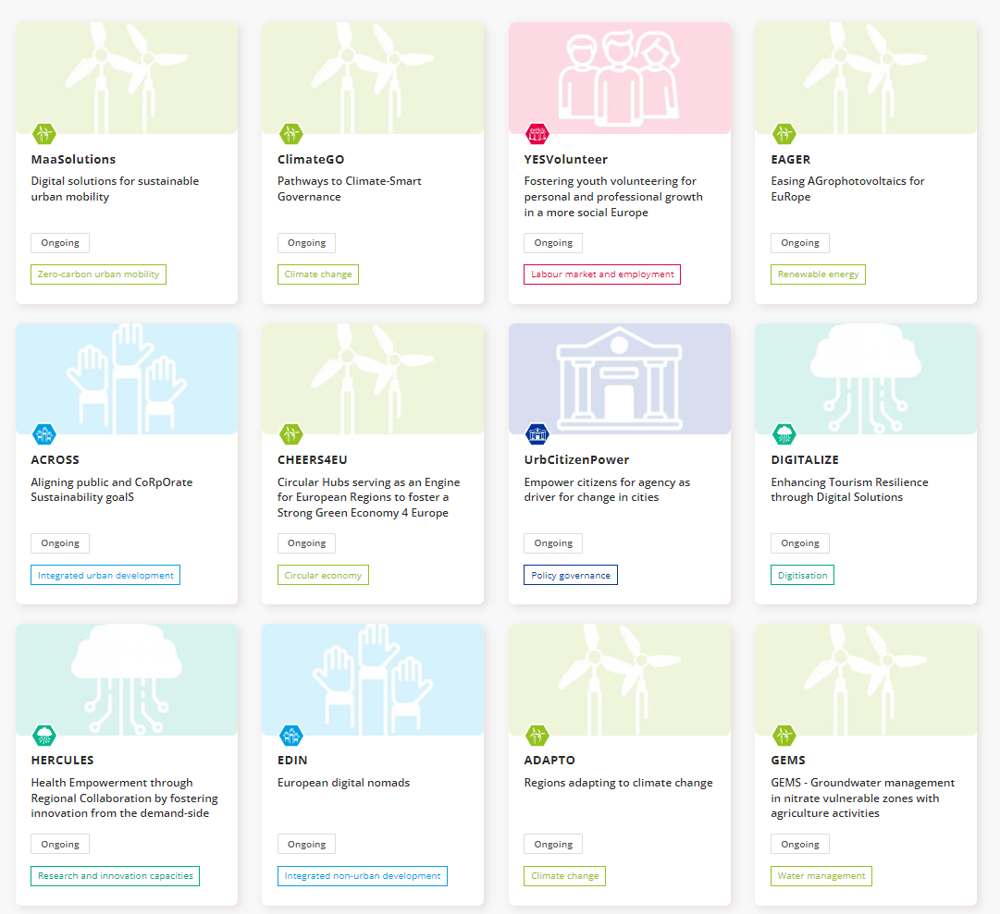 MaaSolutions
Digital solutions for sustainable
urban mobility
Ongoing
Zero-carbon urban mobility
ClimateGO
Pathways to Climate-Smart
Governance
Ongoing
Climate change
YESVolunteer
Fostering youth volunteering for
personal and professional growth
in a more social Europe
Ongoing
Labour market and employment
EAGER
Easing AGrophotovoltaics for
EuRope
Ongoing
Renewable energy
ACROSS
Aligning public and CoRpOrate
Sustainability goalS
Ongoing
Integrated urban development
CHEERS4EU
Circular Hubs serving as an Engine
for European Regions to foster a
Strong Green Economy 4 Europe
Ongoing
Circular economy
UrbCitizenPower
Empower citizens for agency as
driver for change in cities
Ongoing
Policy governance
DIGITALIZE
Enhancing Tourism Resilience
through Digital Solutions
Ongoing
Digitisation
HERCULES
Health Empowerment through
Regional Collaboration by fostering
innovation from the demand-side
Ongoing
Research and innovation capacities
EDIN
European digital nomads
Ongoing
Integrated non-urban development
ADAPTO
Regions adapting to climate change
Ongoing
Climate change
GEMS
GEMS - Groundwater management
in nitrate vulnerable zones with
agriculture activities
Ongoing
Water management